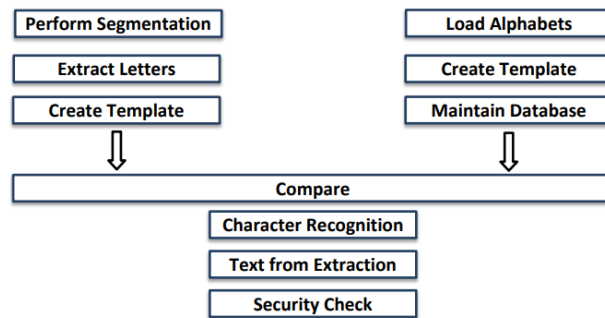 Perform Segmentation
Extract Letters
Create Template
Load Alphabets
Create Template
Maintain Database
Compare
Character Recognition
Text from Extraction
Security Check